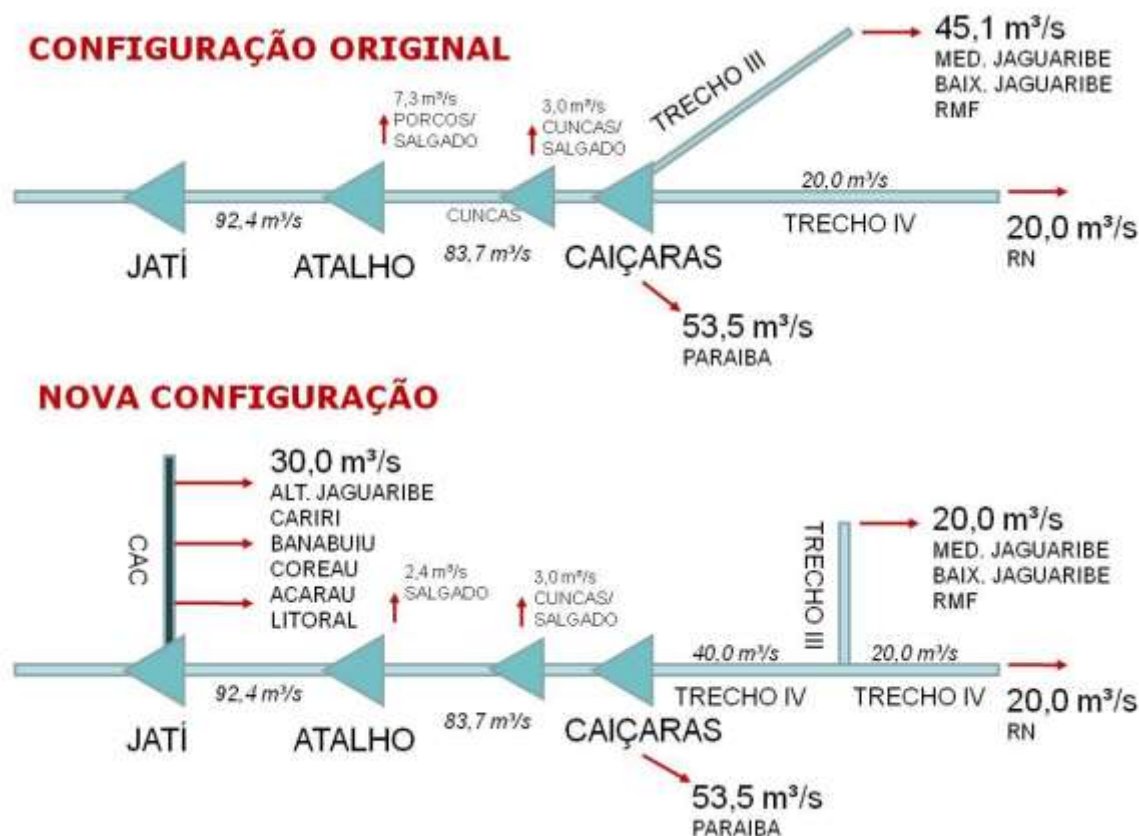 CONFIGURAÇÃO ORIGINAL
7,3 m³/s
PORCOS/
SALGADO
3,0 m³/s
CUNCAS/
SALGADO
TRECHO III
45,1 m³/s
MED. JAGUARIBE
BAIX. JAGUARIBE
RMF
92,4 m³/s
CUNCAS
83,7 m³/s
20,0 m³/s
TRECHO IV
20,0 m³/s
RN
JATÍ
ATALHO
CAIÇARAS
53,5 m³/s
PARAIBA
NOVA CONFIGURAÇÃO
CAC
30,0 m³/s
ALT. JAGUARIBE
CARIRI
BANABUIU
COREAU
ACARAU
LITORAL
2,4 m³/s
SALGADO
3,0 m³/s
CUNCAS/
SALGADO
TRECHO III
20,0 m³/s
MED. JAGUARIBE
BAIX. JAGUARIBE
RMF
92,4 m³/s
83,7 m³/s
40,0 m³/s
TRECHO IV
20,0 m³/s
TRECHO IV
20,0 m³/s
RN
JATÍ
ATALHO
CAIÇARAS
53,5 m³/s
PARAIBA